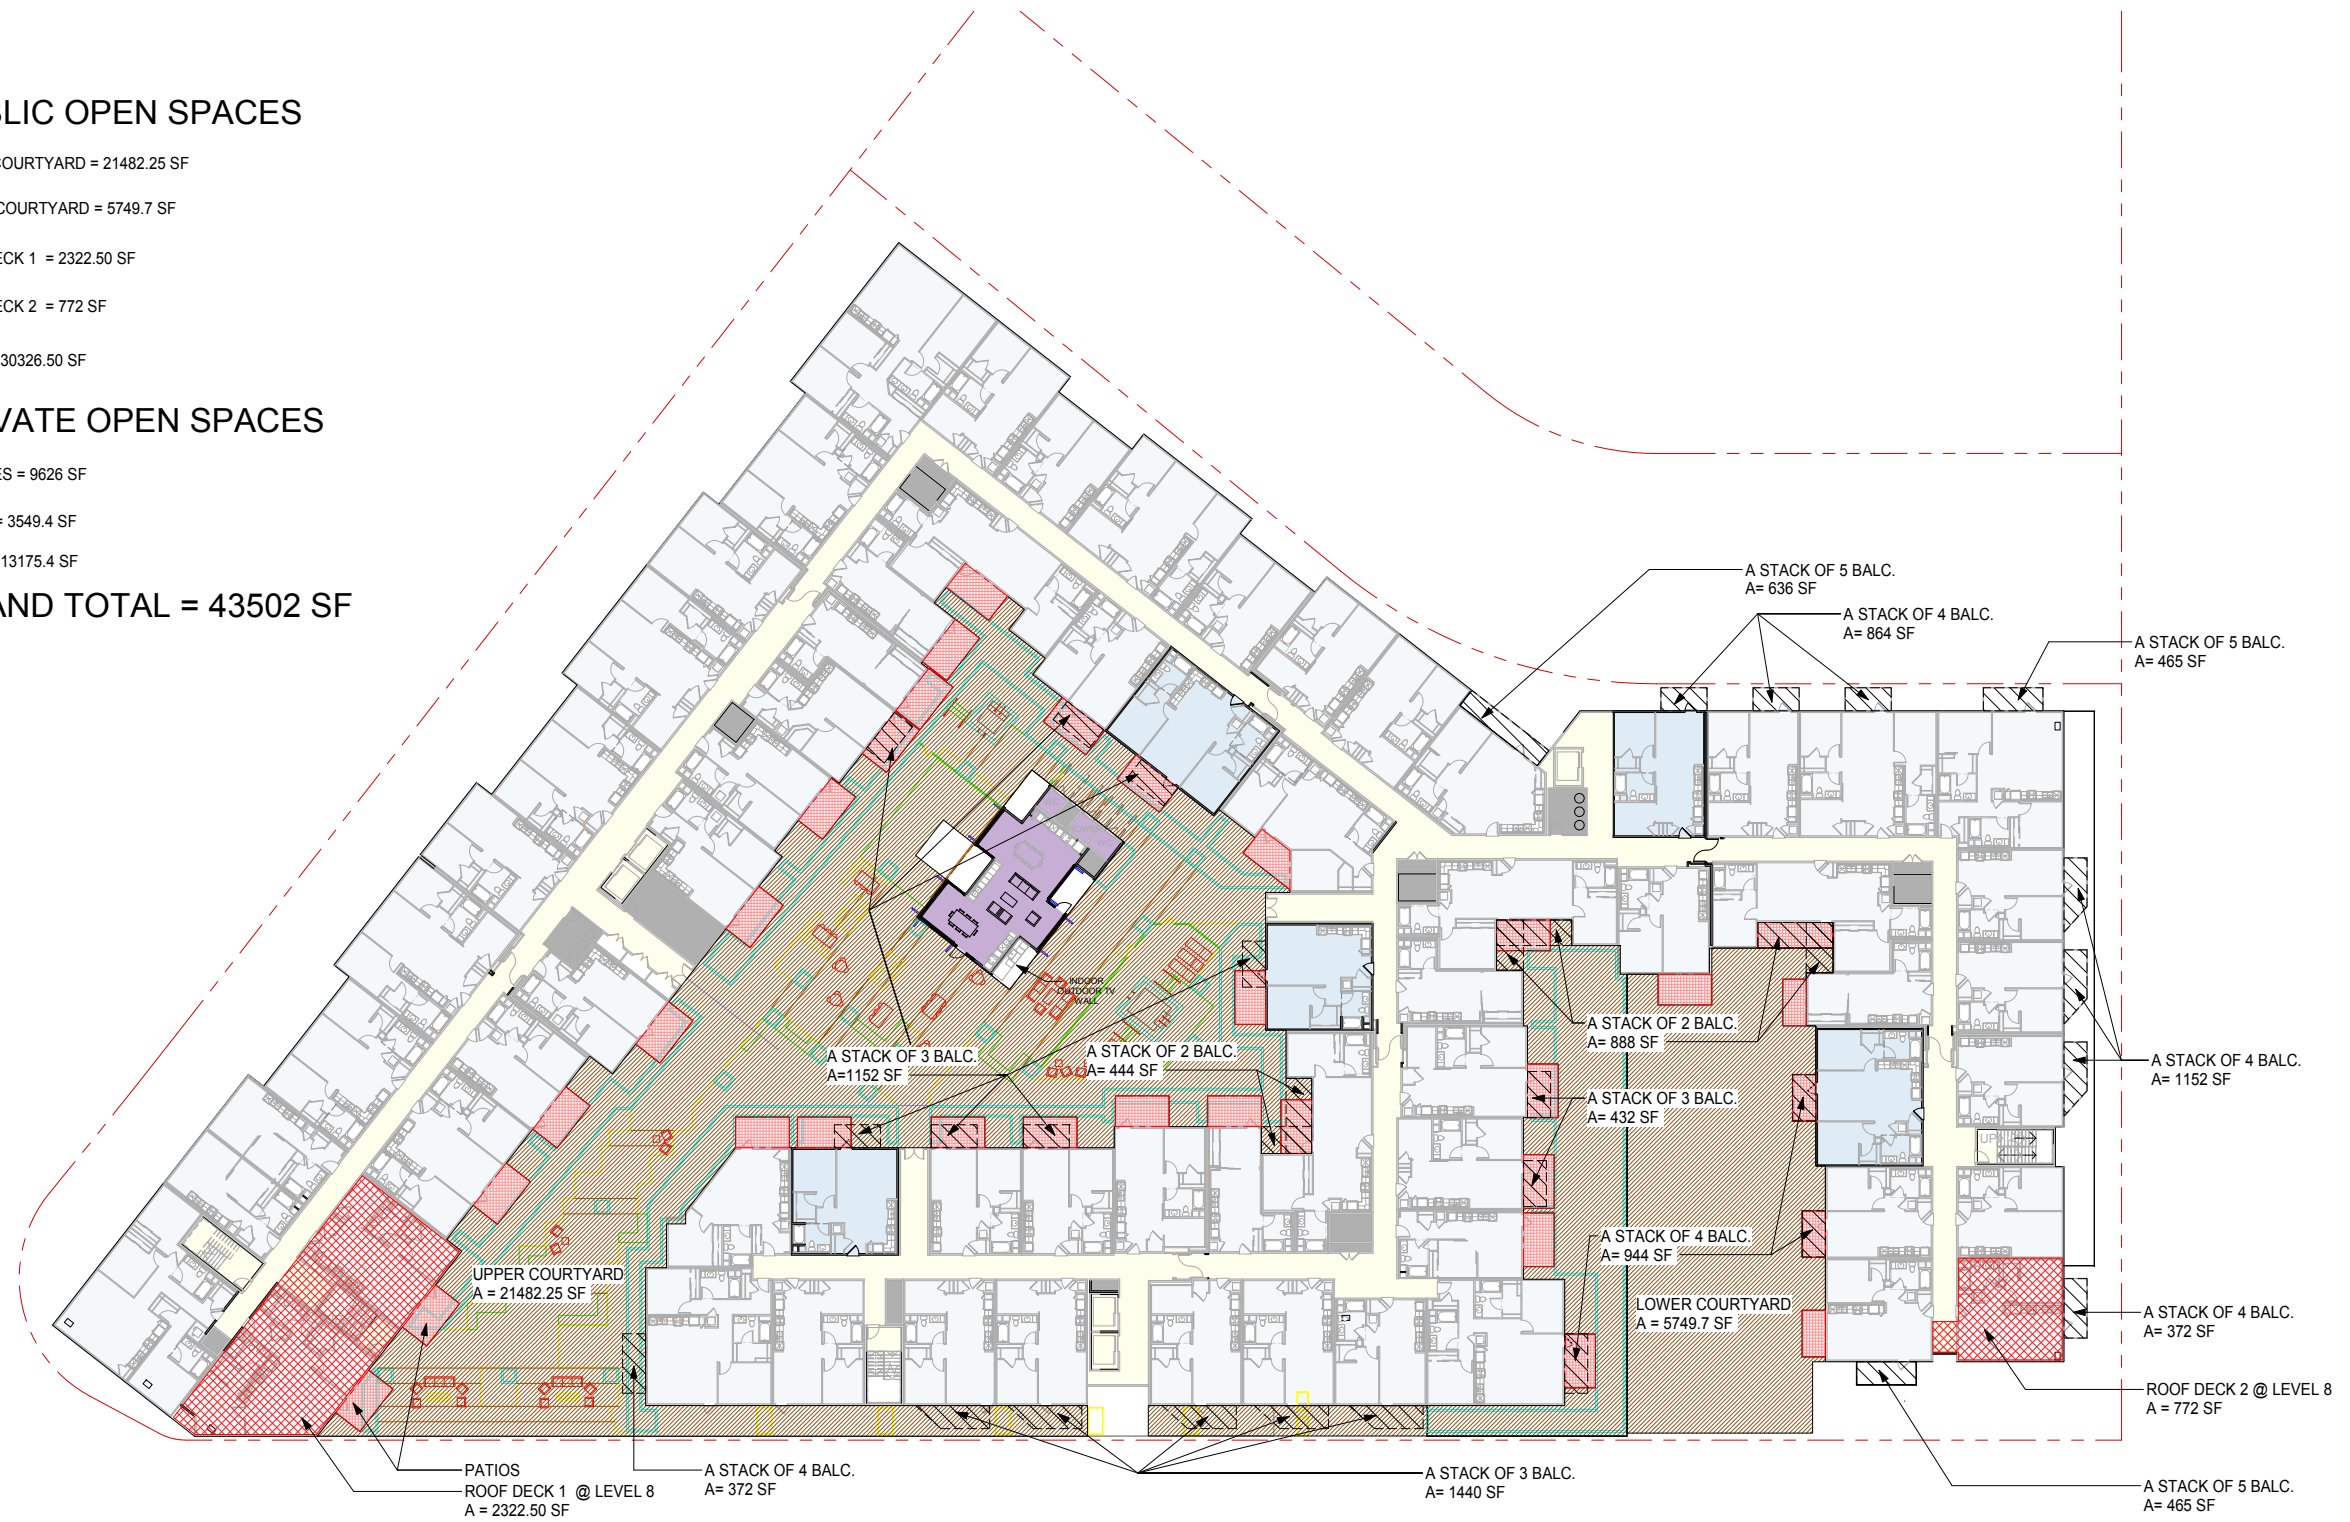 BLIC OPEN SPACES
COURTYARD = 21482.25 SF
COURTYARD = 5749.7 SF
ECK 1 = 2322.50 SF
ECK 2 = 772 SF
30326.50 SF
VATE OPEN SPACES
ES = 9626 SF
= 3549.4 SF
13175.4 SF
AND TOTAL = 43502 SF
A STACK OF 5 BALC.
A= 636 SF
A STACK OF 4 BALC.
A= 864 SF
A STACK OF 5 BALC.
A= 465 SF
INDOOR
OUTDOOR TV
WALL
A STACK OF 3 BALC.
A=1152 SF
A STACK OF 2 BALC.
A= 444 SF
A STACK OF 2 BALC.
A= 888 SF
A STACK OF 4 BALC.
A= 1152 SF
A STACK OF 3 BALC.
A= 432 SF
UP
A STACK OF 4 BALC.
A= 944 SF
UPPER COURTYARD
A = 21482.25 SF
LOWER COURTYARD
A = 5749.7 SF
A STACK OF 4 BALC.
A= 372 SF
ROOF DECK 2 @ LEVEL 8
A = 772 SF
PATIOS
ROOF DECK 1 @ LEVEL 8
A = 2322.50 SF
A STACK OF 4 BALC.
A= 372 SF
A STACK OF 3 BALC.
A= 1440 SF
A STACK OF 5 BALC.
A= 465 SF